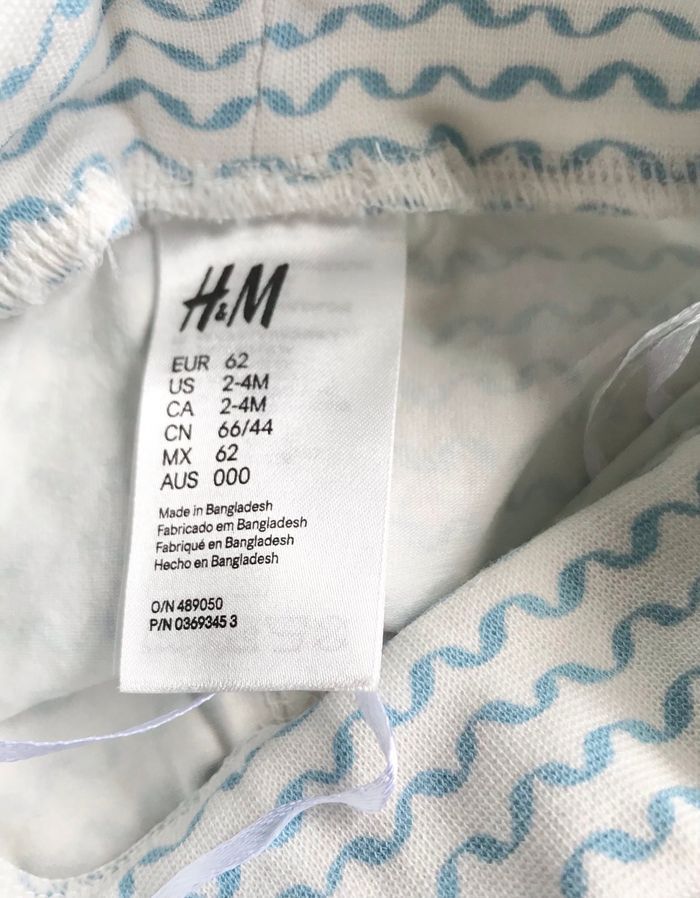 H&M
EUR 62
US 2-4M
CA 2-4M
CN 66/44
MX 62
AUS 000
Made in Bangladesh
Fabricado em Bangladesh
Fabriqué en Bangladesh
Hecho en Bangladesh
O/N 489050
P/N 0369345 3